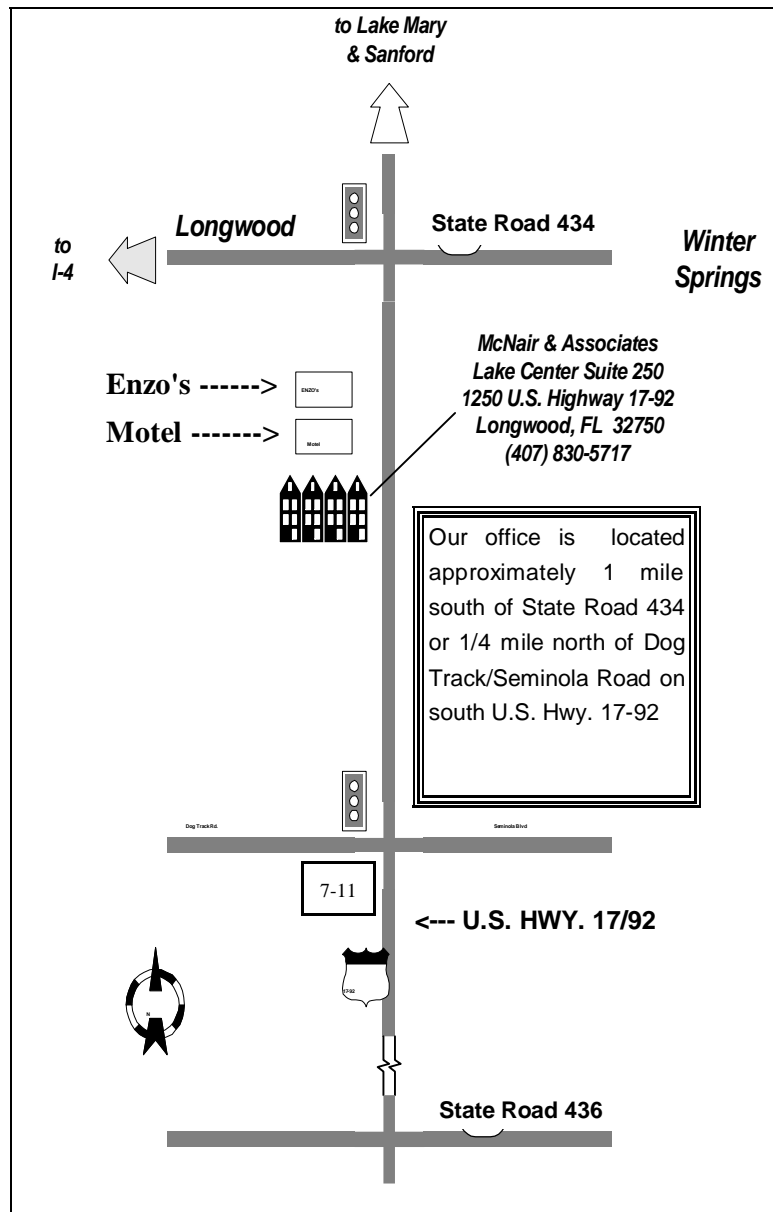 to Lake Mary
& Sanford
Longwood
State Road 434
to
I-4
Winter
Springs
McNair & Associates
Lake Center Suite 250
1250 U.S. Highway 17-92
Longwood, FL 32750
(407) 830-5717
Enzo's ------>
ENZO's
Motel ------->
Motel
Our office is located
approximately 1 mile
south of State Road 434
or 1/4 mile north of Dog
Track/Seminola Road on
south U.S. Hwy. 17-92
Dog Track Rd.
Seminola Blvd
7-11
<--- U.S. HWY. 17/92
17-92
N
State Road 436